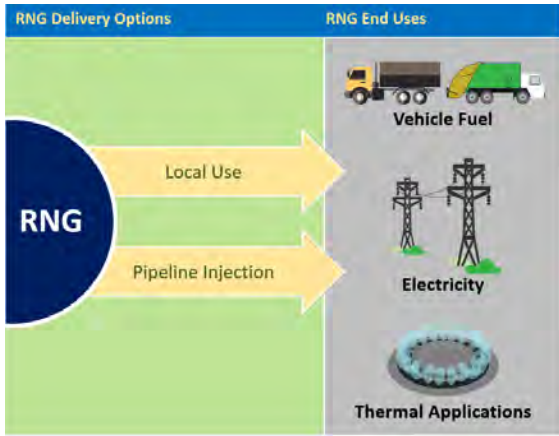 RNG Delivery Options
RNG End Uses
Vehicle Fuel
Local Use
RNG
Pipeline Injection
Electricity
Thermal Applications